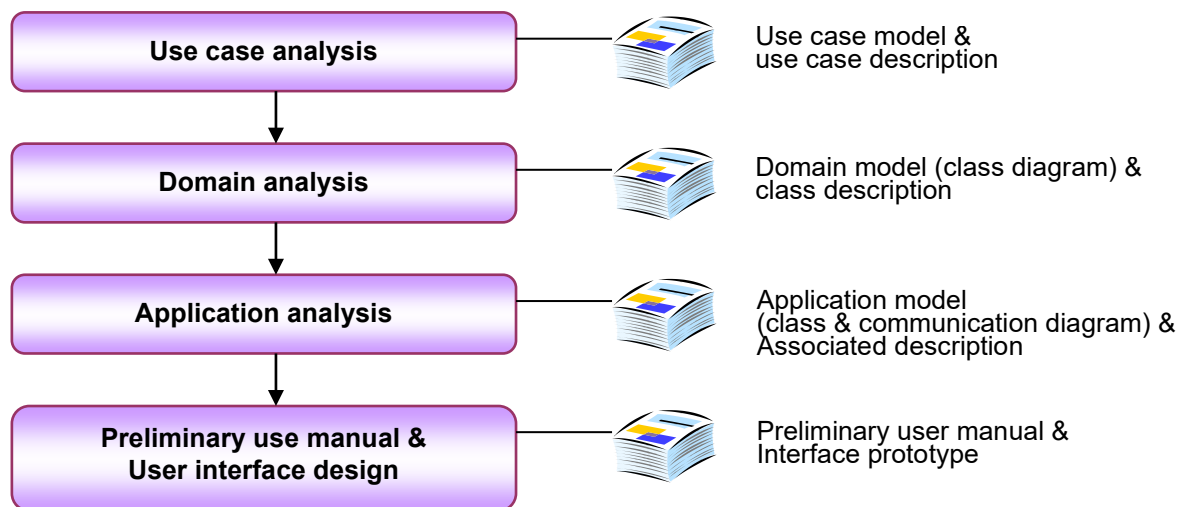 Use case analysis
Use case model &
use case description
Domain analysis
Domain model (class diagram) &
class description
Application analysis
Application model
(class & communication diagram) &
Associated description
Preliminary use manual &
User interface design
Preliminary user manual &
Interface prototype